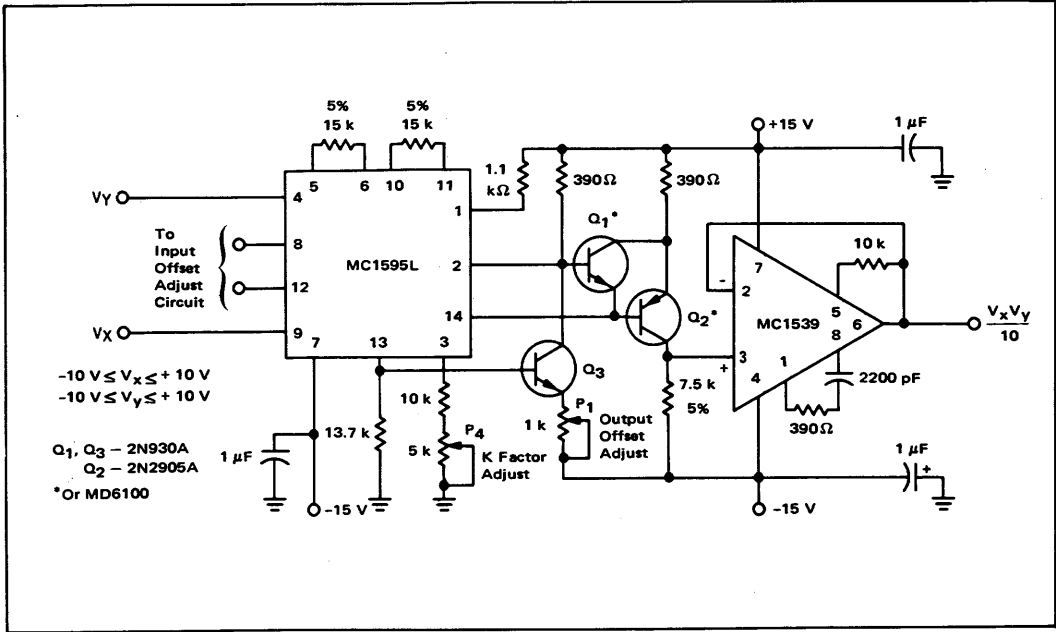 5%
15 k
5%
15 k
5
6
10
11
+15 V
1 μF
1.1
kΩ
390Ω
390Ω
VY
4
1
To
Input
Offset
Adjust
Circuit
8
MC1595L
2
Q1*
7
10 k
12
14
-
2
5
6
Q2*
MC1539
VxVy
10
VX
9
7
13
3
3
+
8
1
4
2200 pF
-10 V ≤ Vx ≤ + 10 V
-10 V ≤ Vy ≤ + 10 V
Q3
10 k
7.5 k
5%
390Ω
13.7 k
P4
1 k
P1
Output
Offset
Adjust
5 k
K Factor
Adjust
Q1, Q3 – 2N930A
Q2 – 2N2905A
*Or MD6100
1 μF
1 μF
+
-15 V
-15 V